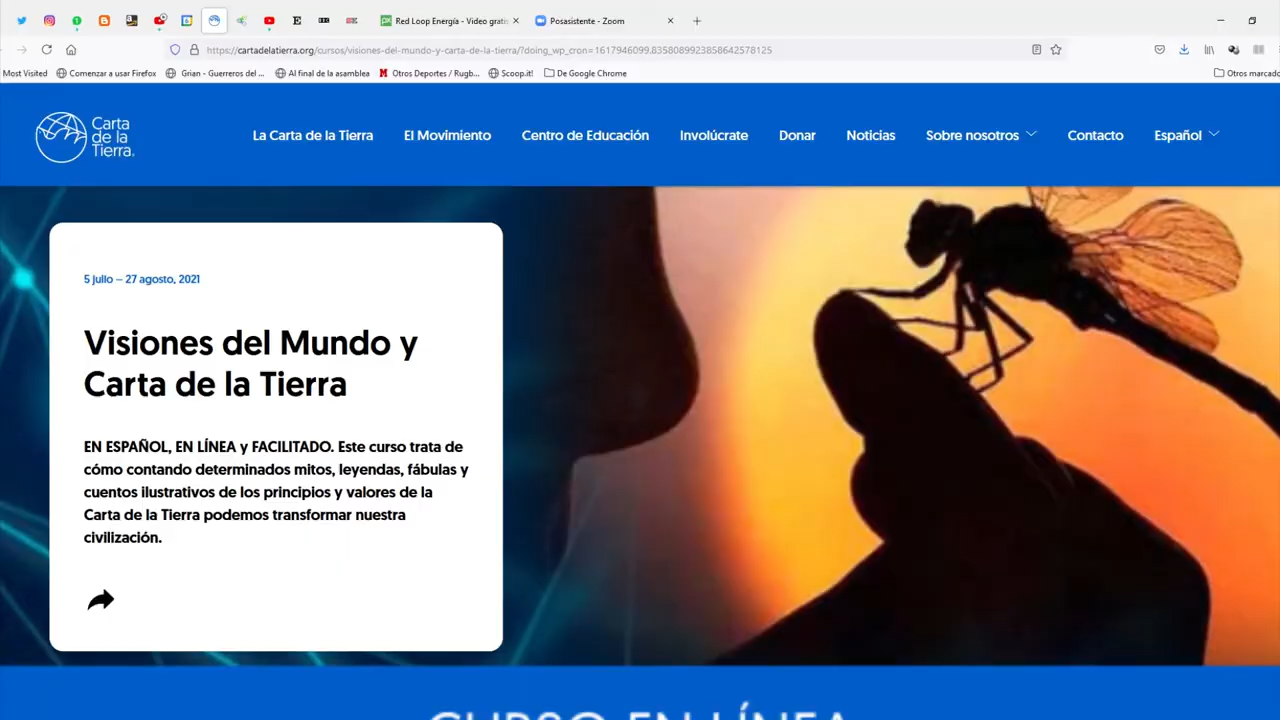 Red Loop Energía - Video grati
Posasistente - Zoom
https://cartadelatierra.org/cursos/visiones-del-mundo-y-carta-de-la-tierra/?doing_wp_cron=1617946099.8358089923858642578125
Most Visited
Comenzar a usar Firefox
Grian - Guerreros del ...
Al final de la asamblea
Otros Deportes / Rugb...
Scoop.it!
De Google Chrome
Otros marcado
Carta
de la
Tierra
La Carta de la Tierra
El Movimiento
Centro de Educación
Involúcrate
Donar
Noticias
Sobre nosotros
Contacto
Español
5 julio – 27 agosto, 2021
Visiones del Mundo y
Carta de la Tierra
EN ESPAÑOL, EN LÍNEA y FACILITADO. Este curso trata de
cómo contando determinados mitos, leyendas, fábulas y
cuentos ilustrativos de los principios y valores de la
Carta de la Tierra podemos transformar nuestra
civilización.
CURSO EN LÍNEA